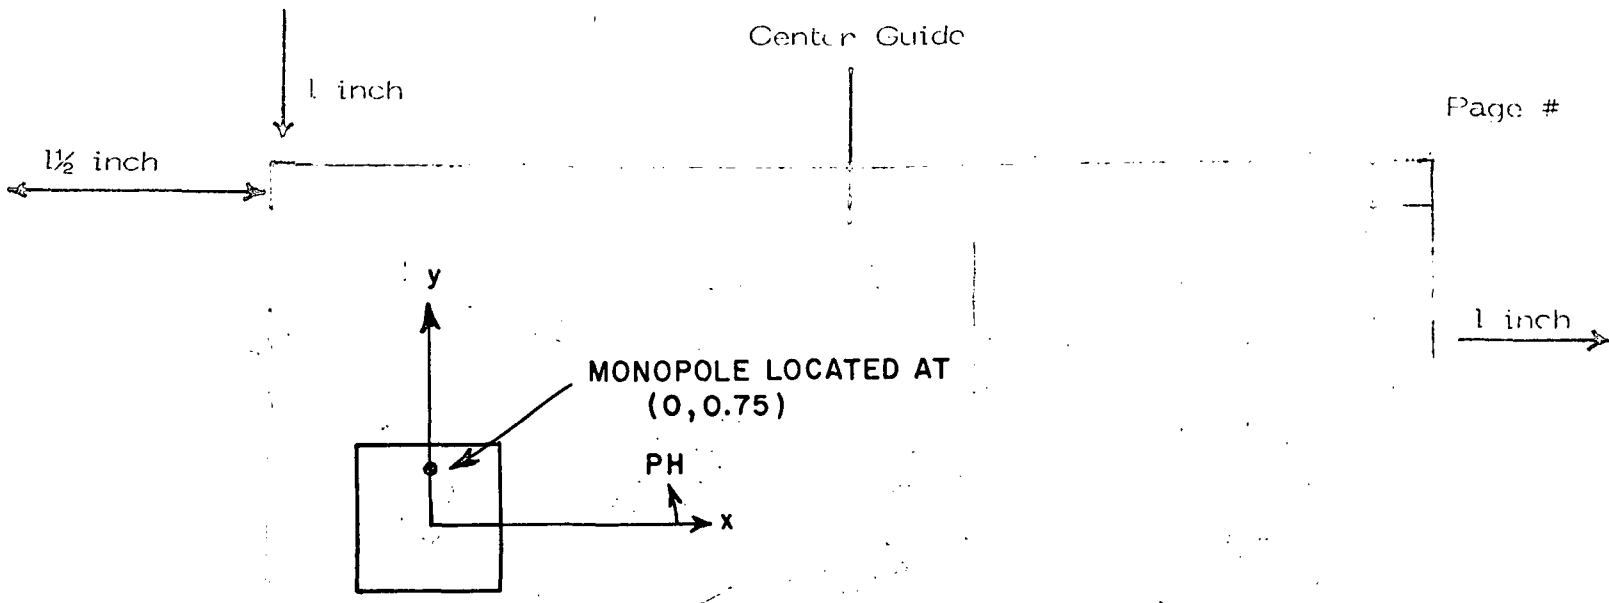 Center Guide
1 inch
Page #
1½ inch
y
1 inch
MONOPOLE LOCATED AT
(0,0.75)
PH
x